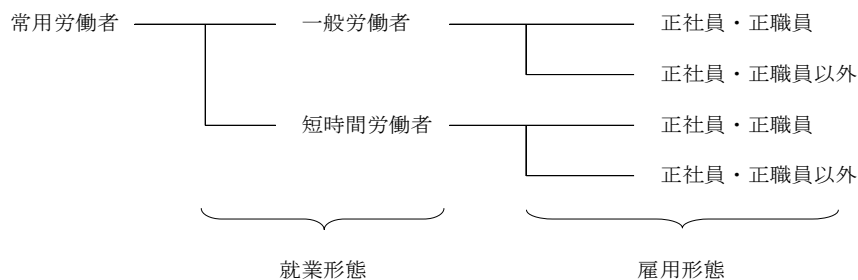 常用労働者 一般労働者 正社員・正職員
正社員・正職員以外
短時間労働者 正社員・正職員
正社員・正職員以外
就業形態 雇用形態